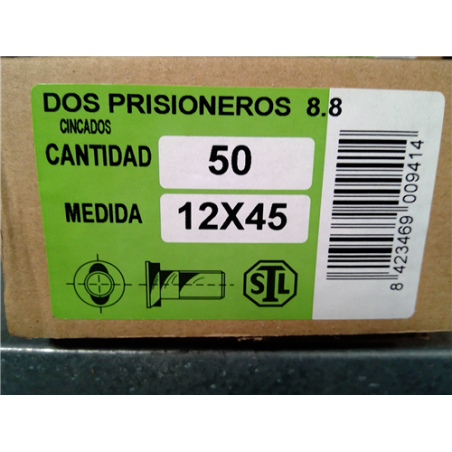 DOS PRISIONEROS 8.8
CINCADOS
CANTIDAD 50
MEDIDA 12X45
STL
8 423469 009414